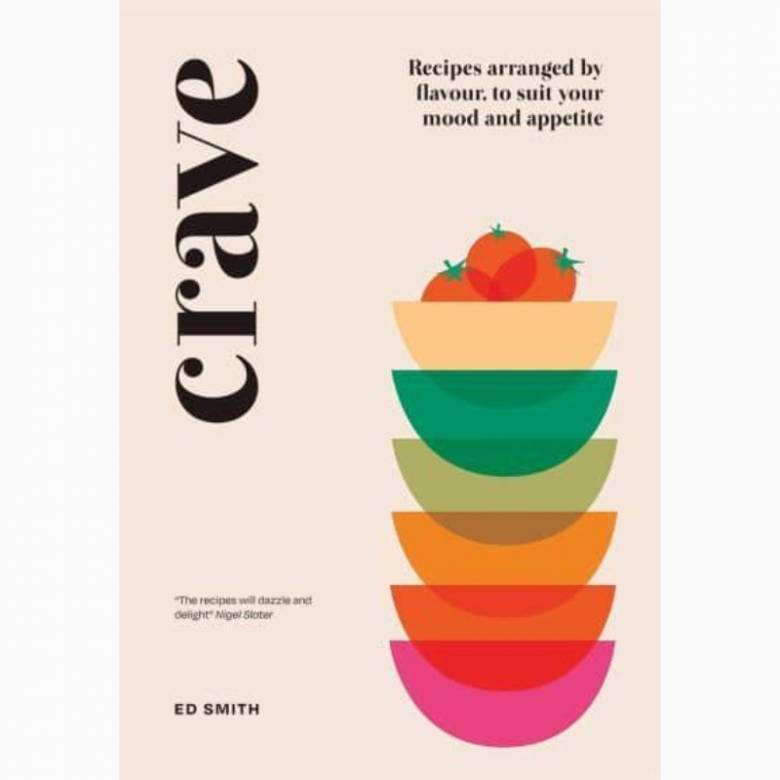 crave
Recipes arranged by
flavour, to suit your
mood and appetite
"The recipes will dazzle and
delight" Nigel Slater
ED SMITH